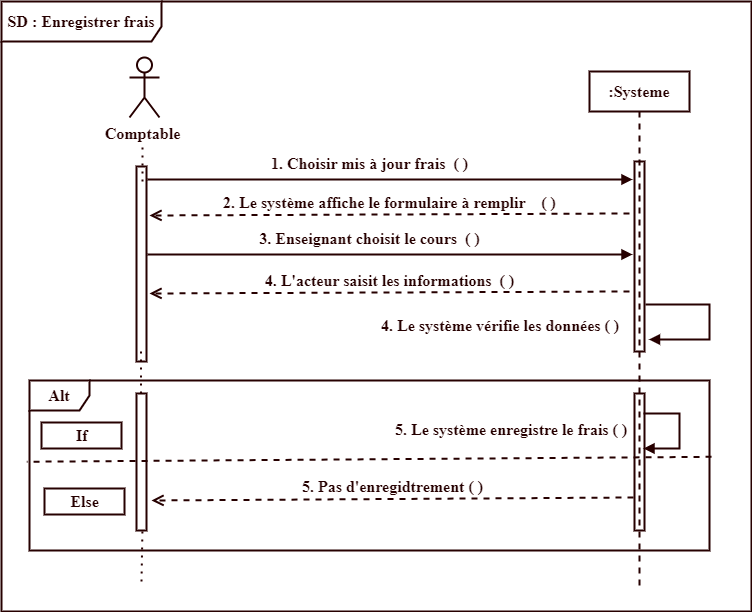 SD : Enregistrer frais
:Systeme
Comptable
1. Choisir mis à jour frais ( )
2. Le système affiche le formulaire à remplir ( )
3. Enseignant choisit le cours ( )
4. L'acteur saisit les informations ( )
4. Le système vérifie les données ( )
Alt
If
5. Le système enregistre le frais ( )
5. Pas d'enregidtrement ( )
Else